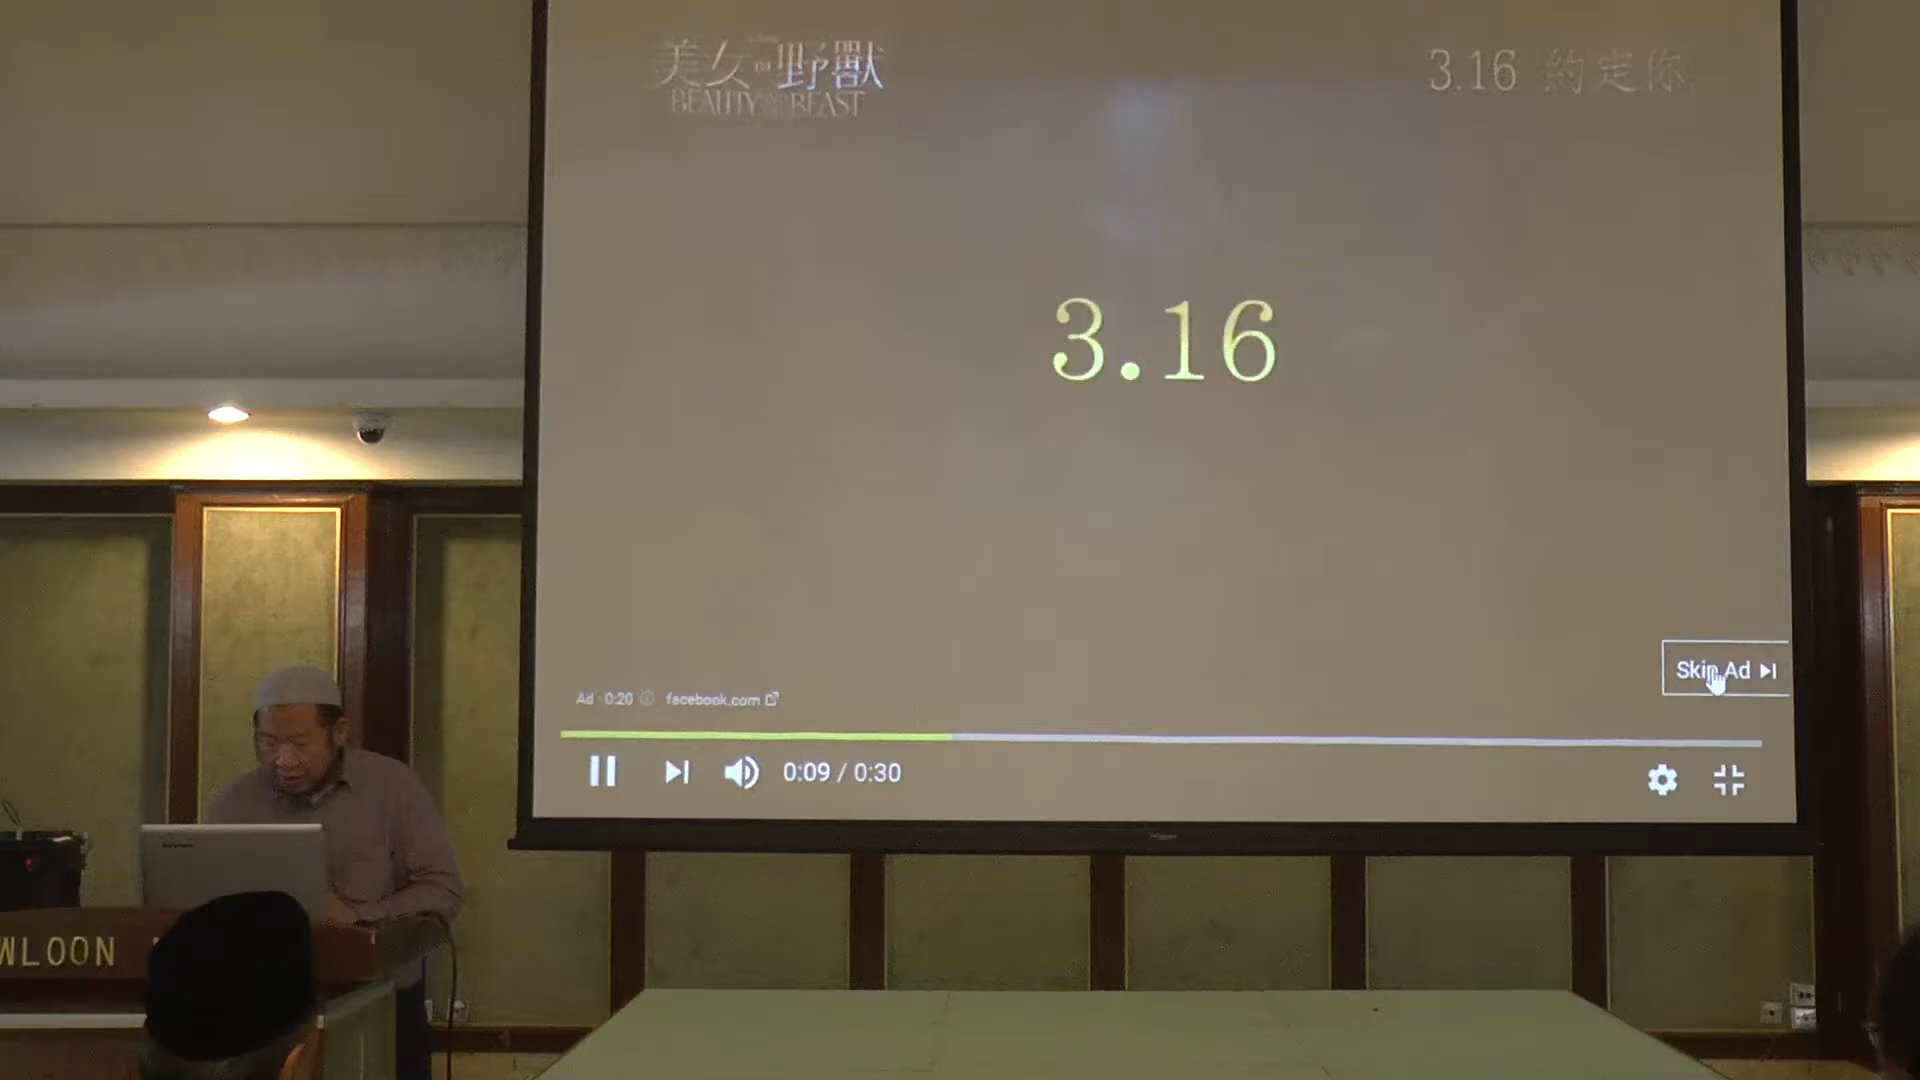 美女與野獸
BEAUTY AND THE BEAST
3.16 約定你
3.16
Skip Ad
Ad · 0:20 facebook.com
0:09 / 0:30
WLOON